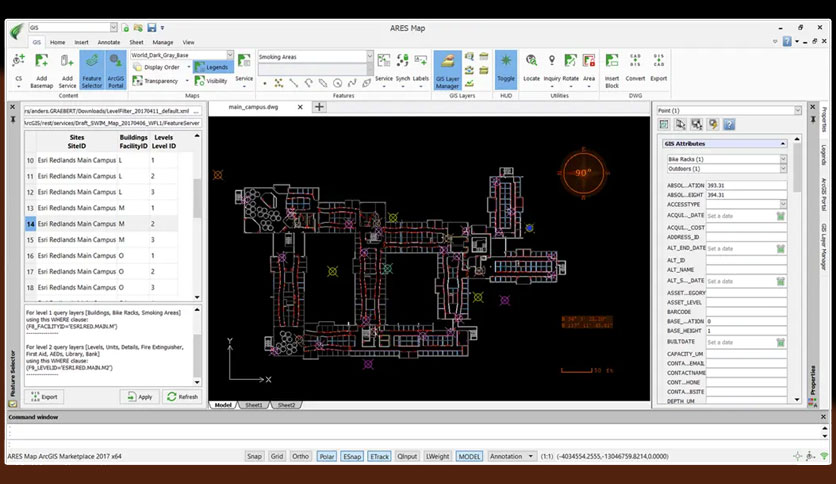 GIS
ARES Map
GIS Home Insert Annotate Sheet Manage View
CS
Add Basemap
Add Service
Feature Selector
ArcGIS Portal
Content
World_Dark_Gray_Base
Display Order
Legends
Transparency
Visibility
Service
Maps
Smoking Areas
Service
Synch
Labels
Features
GIS Layer Manager
GIS Layers
Toggle
HUD
Locate
Inquiry
Rotate
Area
Utilities
Insert Block
Convert
Export
DWG
rs/anders.GRAEBERT/Downloads/LevelFilter_20170411_default.xml ...
ArcGIS/rest/services/Draft_SWIM_Map_20170406_WFL1/FeatureServer
Sites Buildings Levels
SiteID FacilityID Level ID
10 Esri Redlands Main Campus L 1
11 Esri Redlands Main Campus L 2
12 Esri Redlands Main Campus L 3
13 Esri Redlands Main Campus M 1
14 Esri Redlands Main Campus M 2
15 Esri Redlands Main Campus M 3
16 Esri Redlands Main Campus O 1
17 Esri Redlands Main Campus O 2
18 Esri Redlands Main Campus O 3
For level 1 query layers [Buildings, Bike Racks, Smoking Areas]
using this WHERE clause:
(F8_FACILITYID='ESRI.RED.MAIN.M')
----------------
For level 2 query layers [Levels, Units, Details, Fire Extinguisher,
First Aid, AEDs, Library, Bank]
using this WHERE clause:
(F8_LEVELID='ESRI.RED.MAIN.M2')
----------------
Export
Apply
Refresh
Feature Selector
main_campus.dwg
90°
50 ft
Y
X
Model Sheet1 Sheet2
Point (1)
GIS Attributes
Bike Racks (1)
Outdoors (1)
ABSOL...ATION 393.31
ABSOL...EIGHT 394.31
ACCESSTYPE
ACQUI..._DATE Set a date
ACQUI..._COST
ADDRESS_ID
ALT_END_DATE Set a date
ALT_ID
ALT_NAME
ALT_S..._DATE Set a date
ASSET...EGORY
ASSET_LEVEL
BARCODE
BASE_...ATION 0
BASE_HEIGHT 1
BUILTDATE Set a date
CAPACITY_UM
CONTA...EMAIL
CONTACTNAME
CONTA...HONE
CONTA...BSITE
DEPTH_UM
Properties
Properties
Legends
ArcGIS Portal
GIS Layer Manager
Command window
:
:
ARES Map ArcGIS Marketplace 2017 x64
Snap Grid Ortho Polar ESnap ETrack QInput LWeight MODEL Annotation (1:1) (-4034554.2555,-13046759.8214,0.0000)